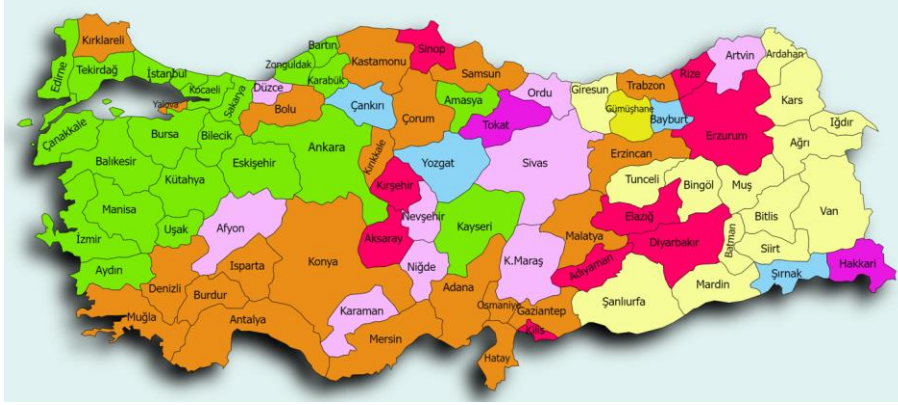 Kırklareli
Edirne
Tekirdağ
İstanbul
Kocaeli
Yalova
Sakarya
Düzce
Bolu
Zonguldak
Bartın
Karabük
Kastamonu
Sinop
Çankırı
Samsun
Amasya
Çorum
Tokat
Ordu
Giresun
Trabzon
Gümüşhane
Rize
Bayburt
Artvin
Ardahan
Kars
Iğdır
Ağrı
Erzurum
Erzincan
Çanakkale
Bursa
Bilecik
Balıkesir
Kütahya
Eskişehir
Ankara
Kırıkkale
Yozgat
Sivas
Kırşehir
Nevşehir
Kayseri
Tunceli
Bingöl
Muş
Bitlis
Van
Manisa
Uşak
Afyon
İzmir
Aydın
Konya
Aksaray
Niğde
K.Maraş
Malatya
Elazığ
Diyarbakır
Batman
Siirt
Hakkari
Şırnak
Mardin
Adıyaman
Şanlıurfa
Gaziantep
Kilis
Osmaniye
Adana
Hatay
Isparta
Denizli
Burdur
Muğla
Antalya
Karaman
Mersin